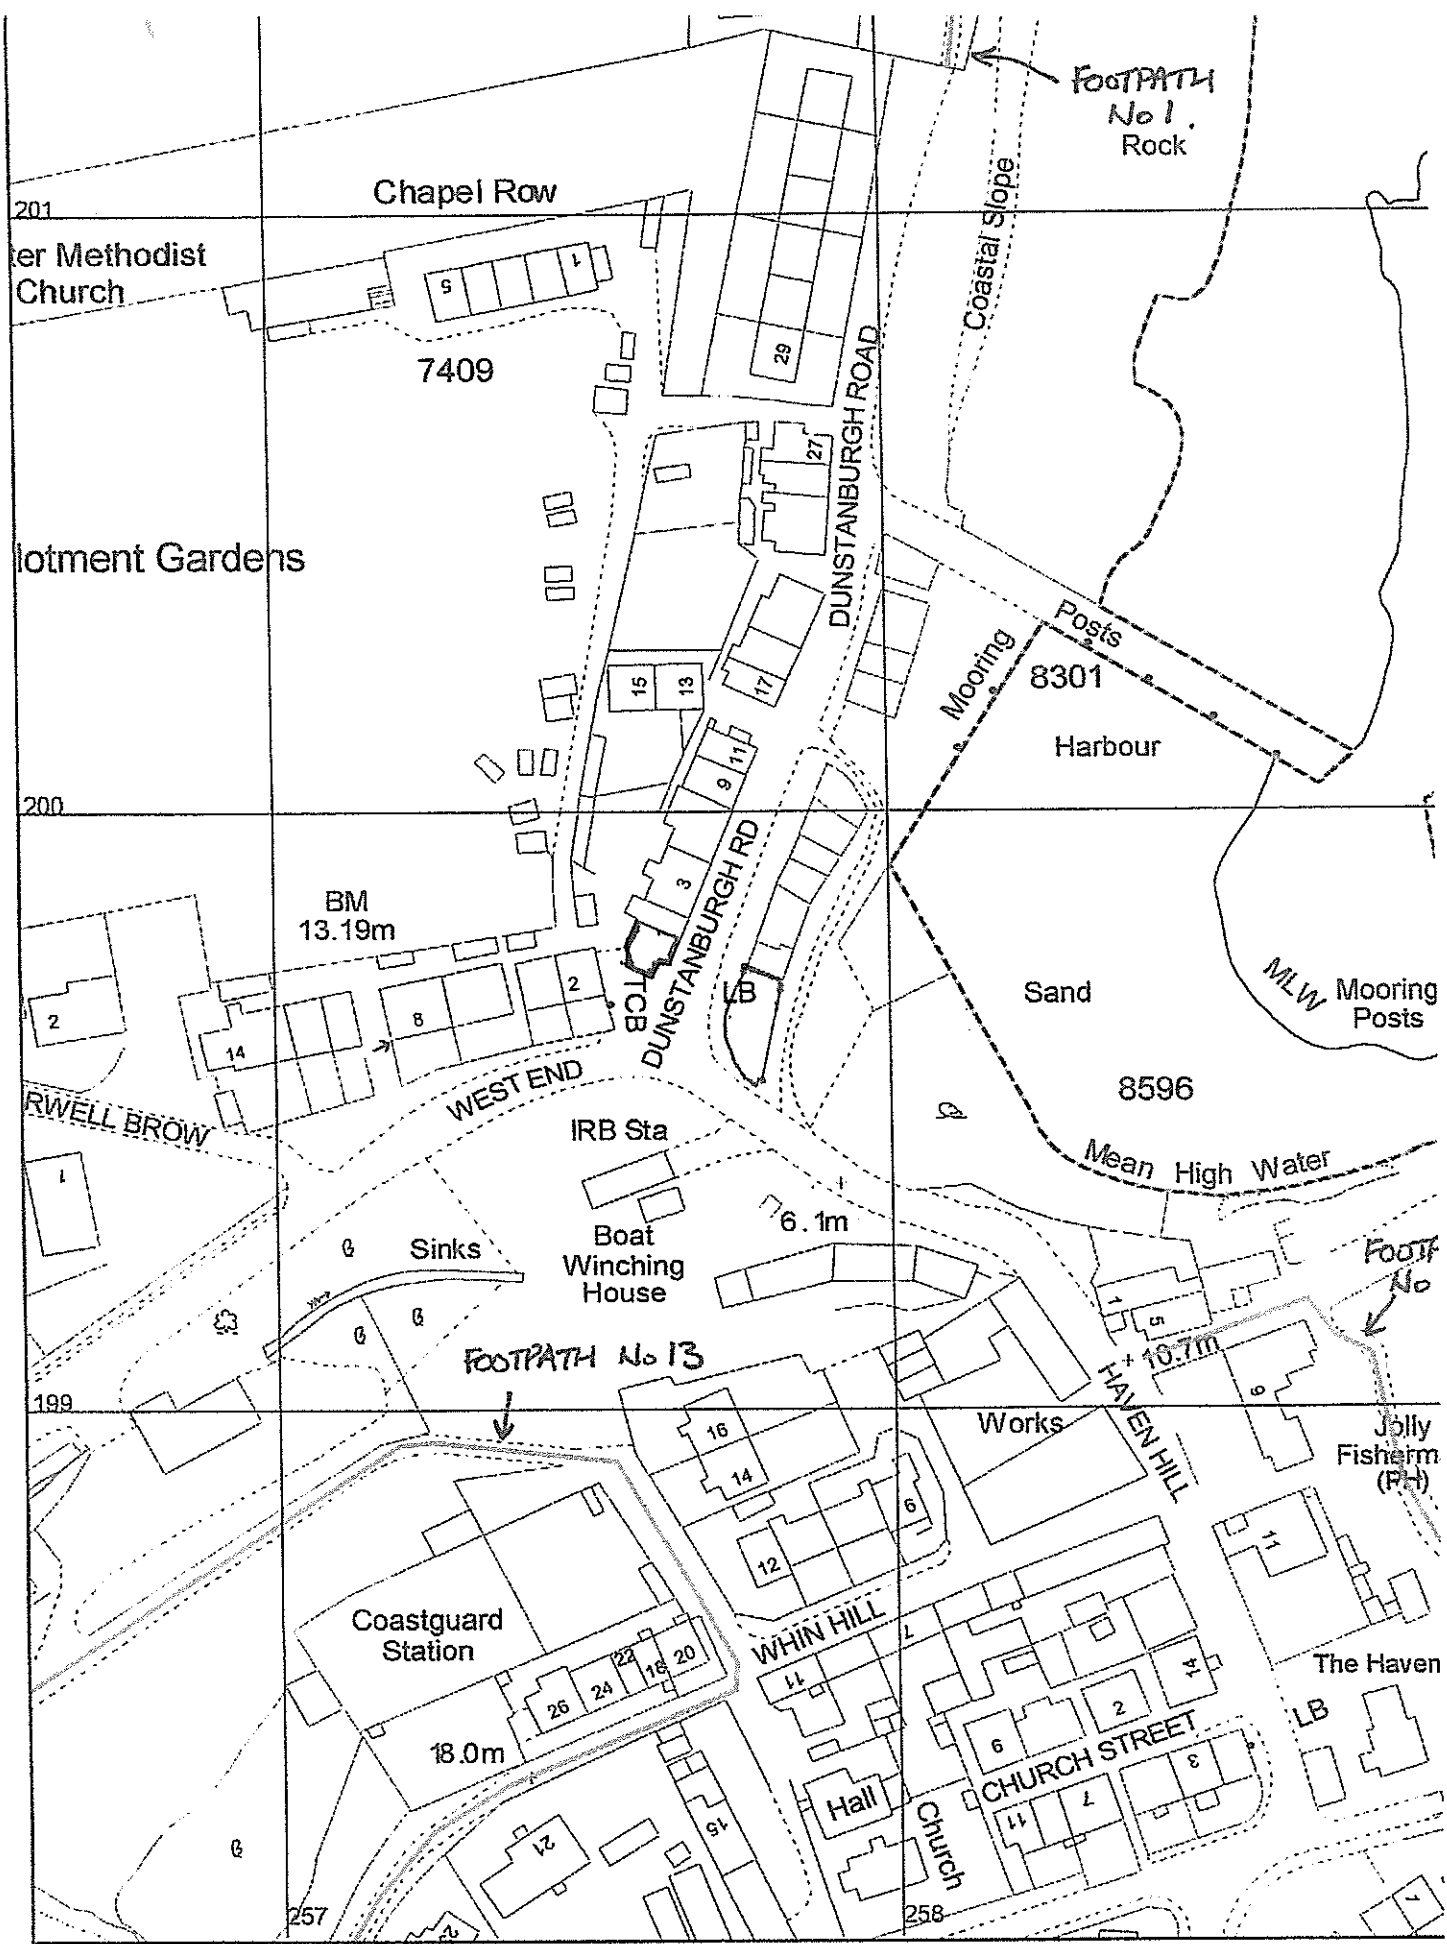 FOOTPATH
No 1.
Rock
Chapel Row
201
ter Methodist
Church
Coastal Slope
5
1
7409
29
DUNSTANBURGH ROAD
27
lotment Gardens
Posts
Mooring
8301
15
13
17
Harbour
11
9
200
DUNSTANBURGH RD
3
BM
13.19m
TCB
LB
Sand
MLW
Mooring
Posts
2
14
8
2
WEST END
8596
RWELL BROW
IRB Sta
Mean High Water
1
6.1m
Sinks
Boat
Winching
House
1
5
10.7m
FOOTPATH No 13
HAVEN HILL
9
199
Works
16
14
Jolly
Fisherm
(PH)
6
12
11
Coastguard
Station
WHIN HILL
7
11
22
18
20
24
26
14
The Haven
2
LB
6
CHURCH STREET
3
18.0m
7
11
Hall
Church
15
21
257
258